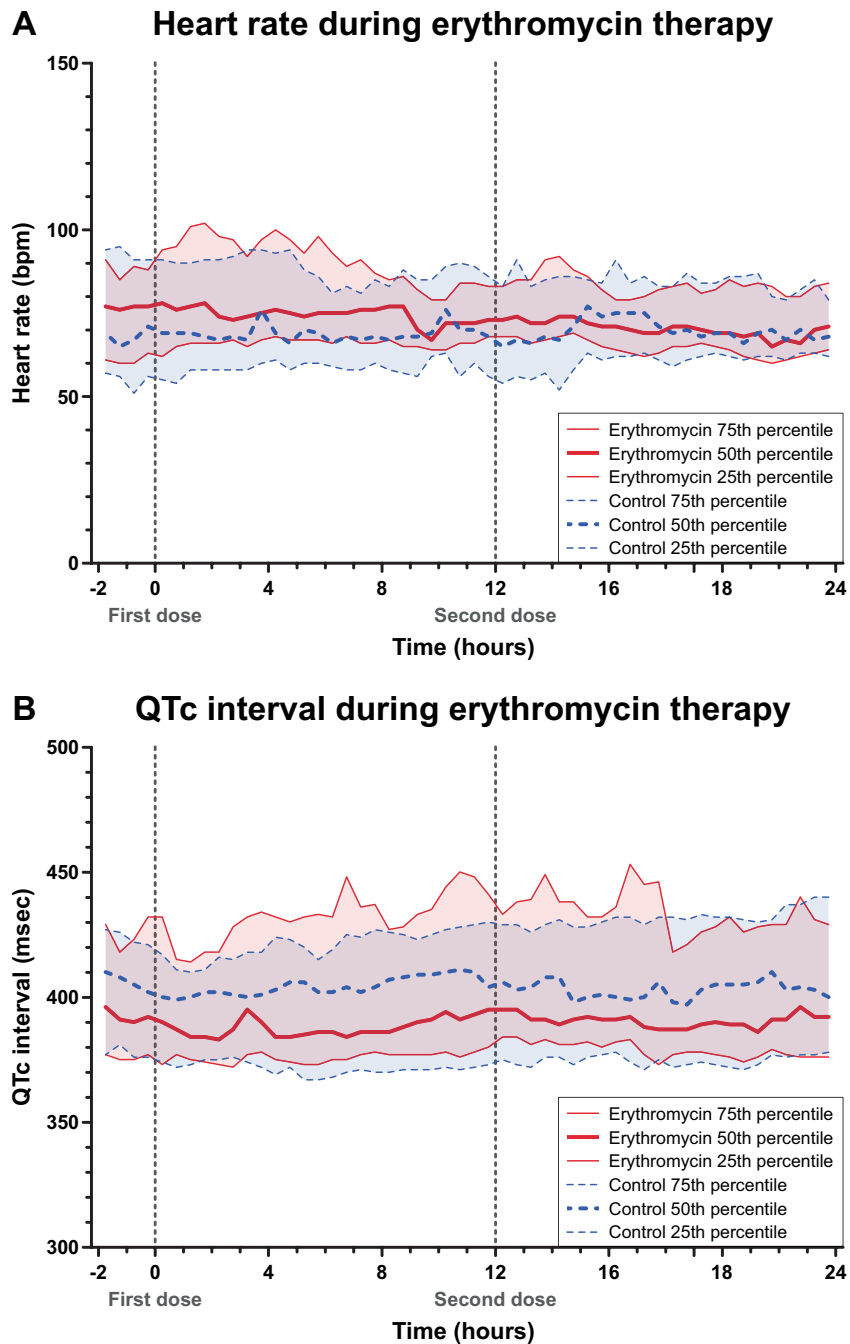 A Heart rate during erythromycin therapy
150
100
50
0
Heart rate (bpm)
Erythromycin 75th percentile
Erythromycin 50th percentile
Erythromycin 25th percentile
Control 75th percentile
Control 50th percentile
Control 25th percentile
-2 0 4 8 12 14 18 22 24
First dose Second dose
Time (hours)
B QTc interval during erythromycin therapy
500
450
400
350
300
QTc interval (msec)
Erythromycin 75th percentile
Erythromycin 50th percentile
Erythromycin 25th percentile
Control 75th percentile
Control 50th percentile
Control 25th percentile
-2 0 4 8 12 14 18 22 24
First dose Second dose
Time (hours)